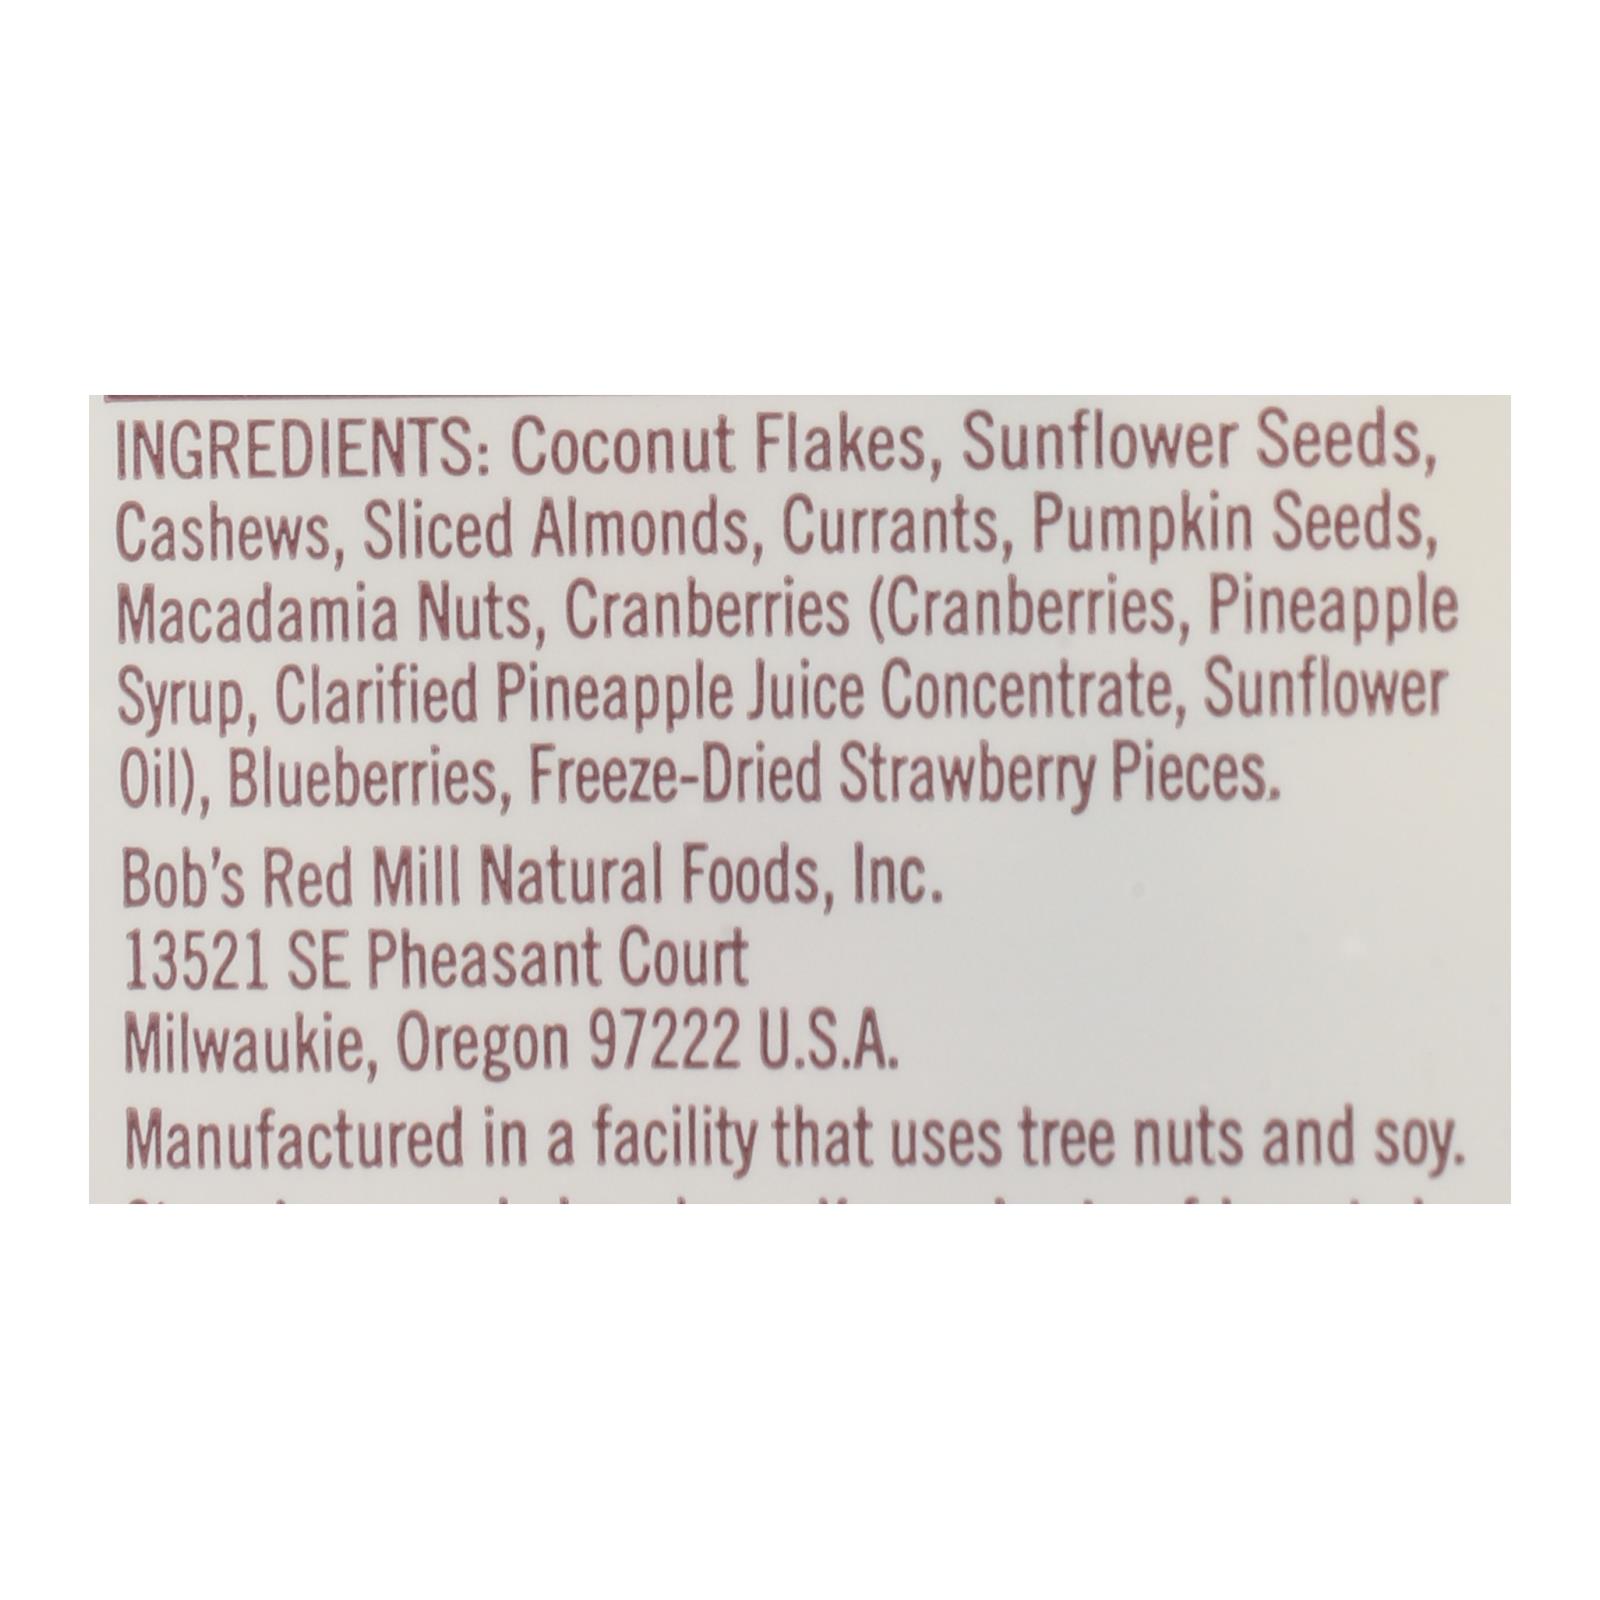 INGREDIENTS: Coconut Flakes, Sunflower Seeds,
Cashews, Sliced Almonds, Currants, Pumpkin Seeds,
Macadamia Nuts, Cranberries (Cranberries, Pineapple
Syrup, Clarified Pineapple Juice Concentrate, Sunflower
Oil), Blueberries, Freeze-Dried Strawberry Pieces.
Bob's Red Mill Natural Foods, Inc.
13521 SE Pheasant Court
Milwaukie, Oregon 97222 U.S.A.
Manufactured in a facility that uses tree nuts and soy.